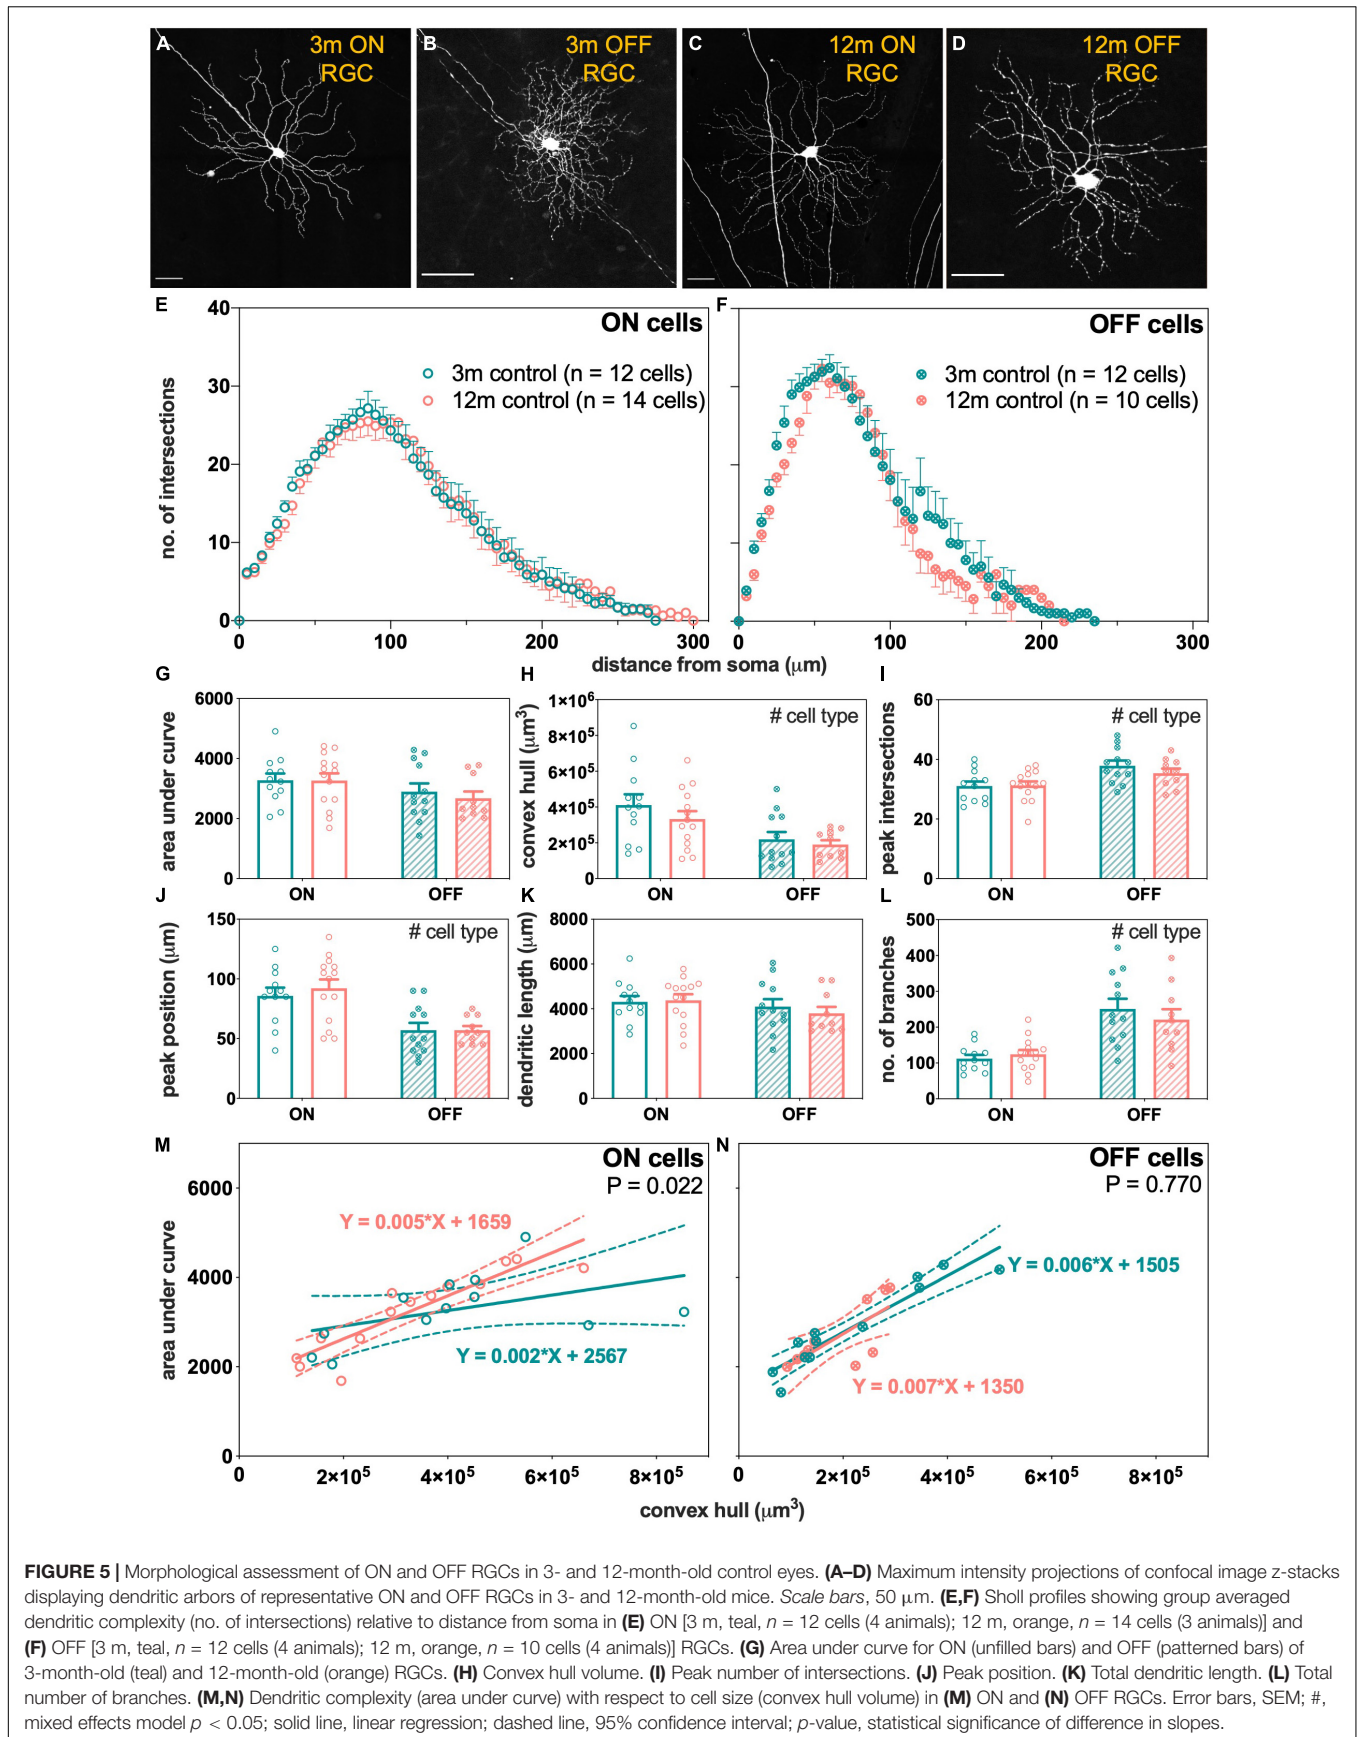 A
3m ON
RGC
B
3m OFF
RGC
C
12m ON
RGC
D
12m OFF
RGC
E
ON cells
3m control (n = 12 cells)
12m control (n = 14 cells)
no. of intersections
40
30
20
10
0
0
100
200
300
F
OFF cells
3m control (n = 12 cells)
12m control (n = 10 cells)
0
100
200
300
distance from soma (μm)
G
area under curve
6000
4000
2000
0
ON
OFF
H
convex hull (μm³)
# cell type
1×10⁶
8×10⁵
6×10⁵
4×10⁵
2×10⁵
0
ON
OFF
I
peak intersections
# cell type
60
40
20
0
ON
OFF
J
peak position (μm)
# cell type
150
100
50
0
ON
OFF
K
dendritic length (μm)
8000
6000
4000
2000
0
ON
OFF
L
no. of branches
# cell type
500
400
300
200
100
0
ON
OFF
M
ON cells
P = 0.022
Y = 0.005*X + 1659
Y = 0.002*X + 2567
area under curve
6000
4000
2000
0
0
2×10⁵
4×10⁵
6×10⁵
8×10⁵
N
OFF cells
P = 0.770
Y = 0.006*X + 1505
Y = 0.007*X + 1350
0
2×10⁵
4×10⁵
6×10⁵
8×10⁵
convex hull (μm³)
FIGURE 5 | Morphological assessment of ON and OFF RGCs in 3- and 12-month-old control eyes. (A–D) Maximum intensity projections of confocal image z-stacks
displaying dendritic arbors of representative ON and OFF RGCs in 3- and 12-month-old mice. Scale bars, 50 μm. (E,F) Sholl profiles showing group averaged
dendritic complexity (no. of intersections) relative to distance from soma in (E) ON [3 m, teal, n = 12 cells (4 animals); 12 m, orange, n = 14 cells (3 animals)] and
(F) OFF [3 m, teal, n = 12 cells (4 animals); 12 m, orange, n = 10 cells (4 animals)] RGCs. (G) Area under curve for ON (unfilled bars) and OFF (patterned bars) of
3-month-old (teal) and 12-month-old (orange) RGCs. (H) Convex hull volume. (I) Peak number of intersections. (J) Peak position. (K) Total dendritic length. (L) Total
number of branches. (M,N) Dendritic complexity (area under curve) with respect to cell size (convex hull volume) in (M) ON and (N) OFF RGCs. Error bars, SEM; #,
mixed effects model p < 0.05; solid line, linear regression; dashed line, 95% confidence interval; p-value, statistical significance of difference in slopes.